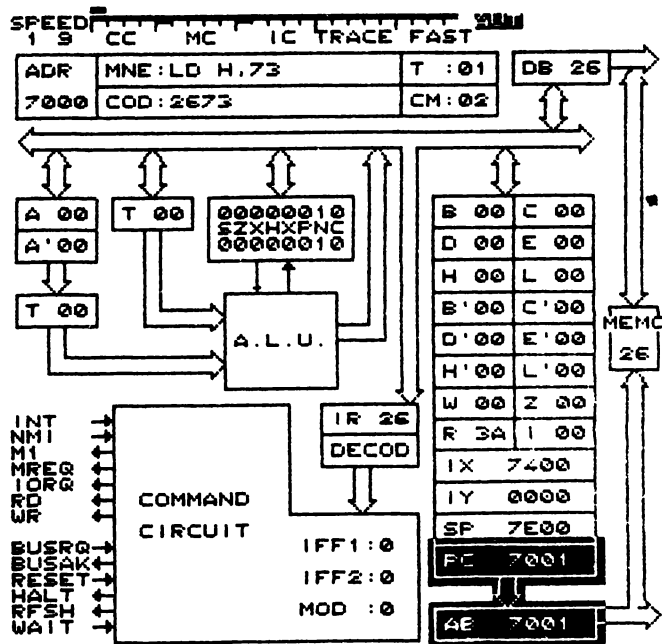 SPEED
1 9 CC MC IC TRACE FAST
ADR MNE:LD H,73 T :01 DB 26
7000 COD:2673 CM:02
A 00 T 00 00000010 B 00 C 00
A'00 SZXHXPNC D 00 E 00
00000010
H 00 L 00
T 00 B'00 C'00
A.L.U. D'00 E'00 MEMO
26
H'00 L'00
W 00 Z 00
IR 26 R 3A I 00
DECOD IX 7400
IY 0000
SP 7E00
PC 7001
AB 7001
INT
NMI
M1
MREQ
IORQ
RD
WR
COMMAND
CIRCUIT
BUSRQ
BUSAK
RESET
HALT
RFSH
WAIT
IFF1:0
IFF2:0
MOD :0